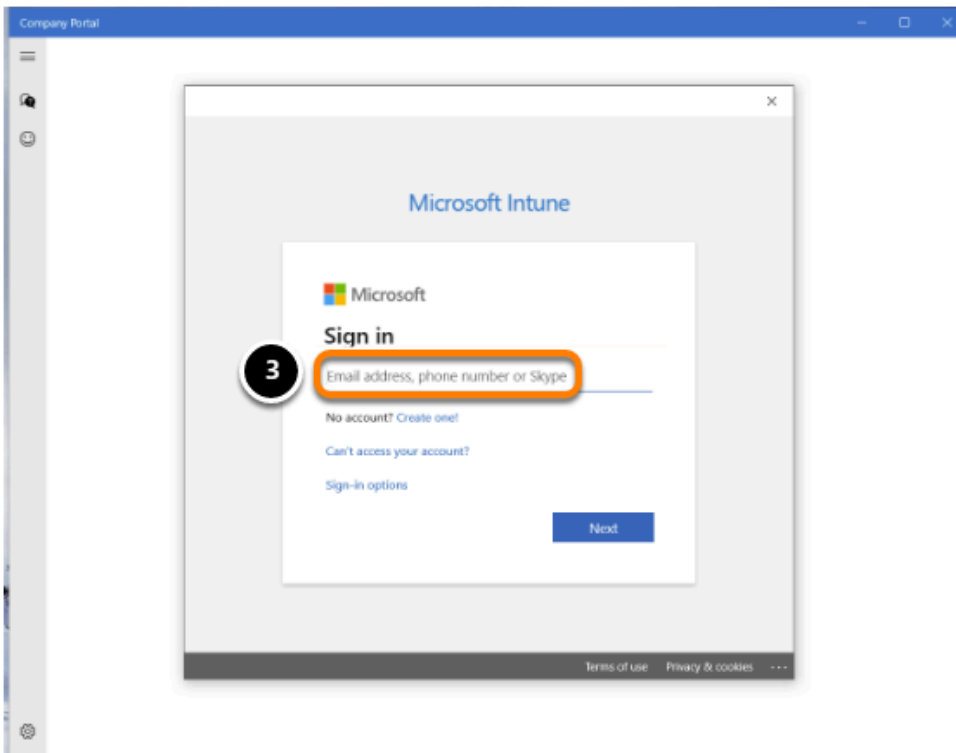 Company Portal
Microsoft Intune
Microsoft
Sign in
3
Email address, phone number or Skype
No account? Create one!
Can't access your account?
Sign-in options
Next
Terms of use Privacy & cookies ...